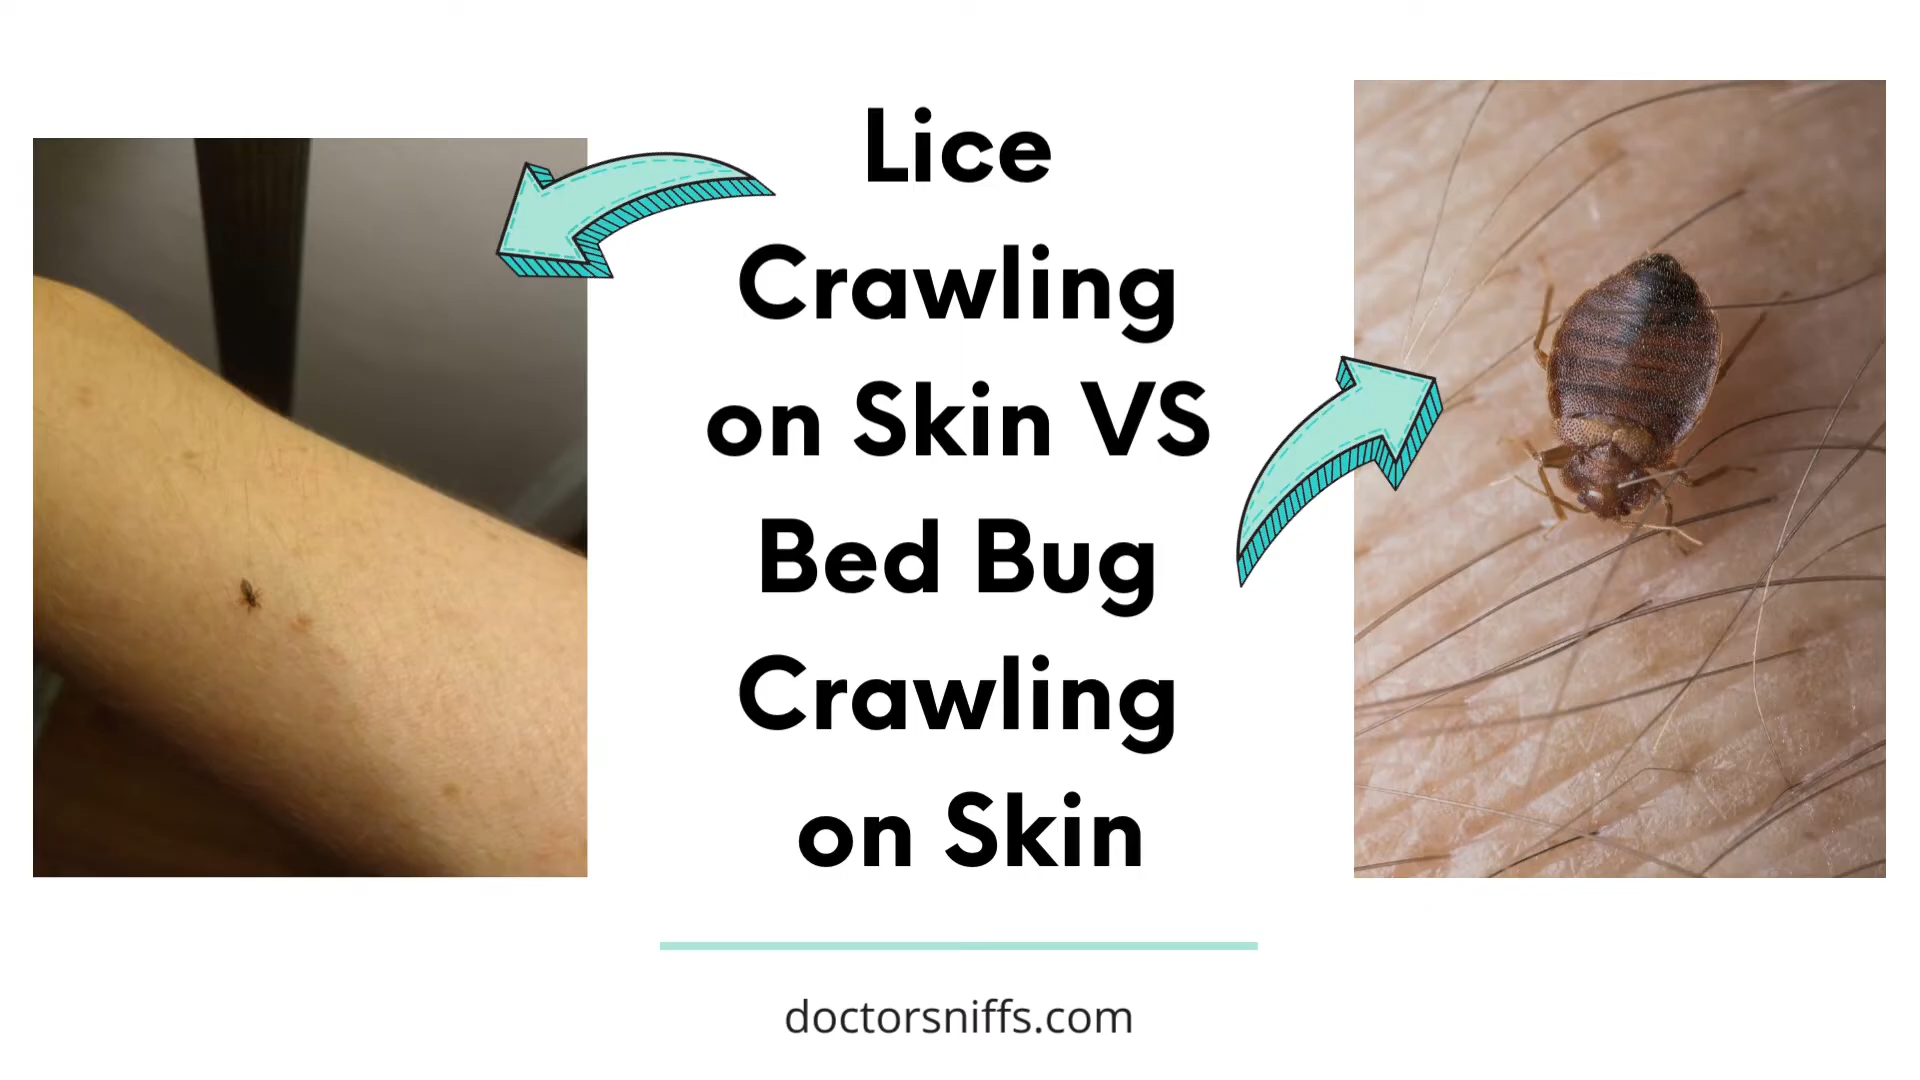 Lice
Crawling
on Skin VS
Bed Bug
Crawling
on Skin
doctorsniffs.com